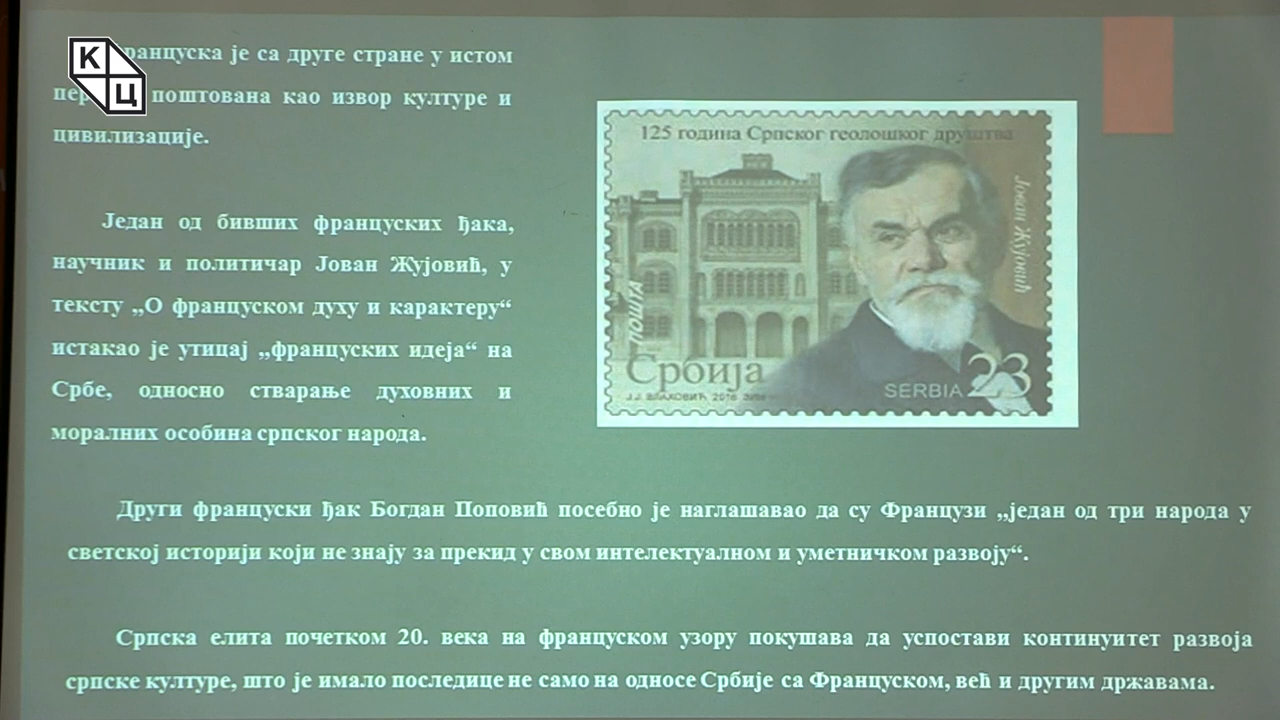 К
Ц
ранцуска је са друге стране у истом
пер поштована као извор културе и
цивилизације.
Један од бивших француских ђака,
научник и политичар Јован Жујовић, у
тексту „О француском духу и карактеру“
истакао је утицај „француских идеја“ на
Србе, односно стварање духовних и
моралних особина српског народа.
125 година Српског геолошког друштва
Јован Жујовић
ПОШТА
Србија
SERBIA 23
Ј.Ј. ВЛАХОВИЋ 2016
Други француски ђак Богдан Поповић посебно је наглашавао да су Французи „један од три народа у
светској историји који не знају за прекид у свом интелектуалном и уметничком развоју“.
Српска елита почетком 20. века на француском узору покушава да успостави континуитет развоја
српске културе, што је имало последице не само на односе Србије са Француском, већ и другим државама.